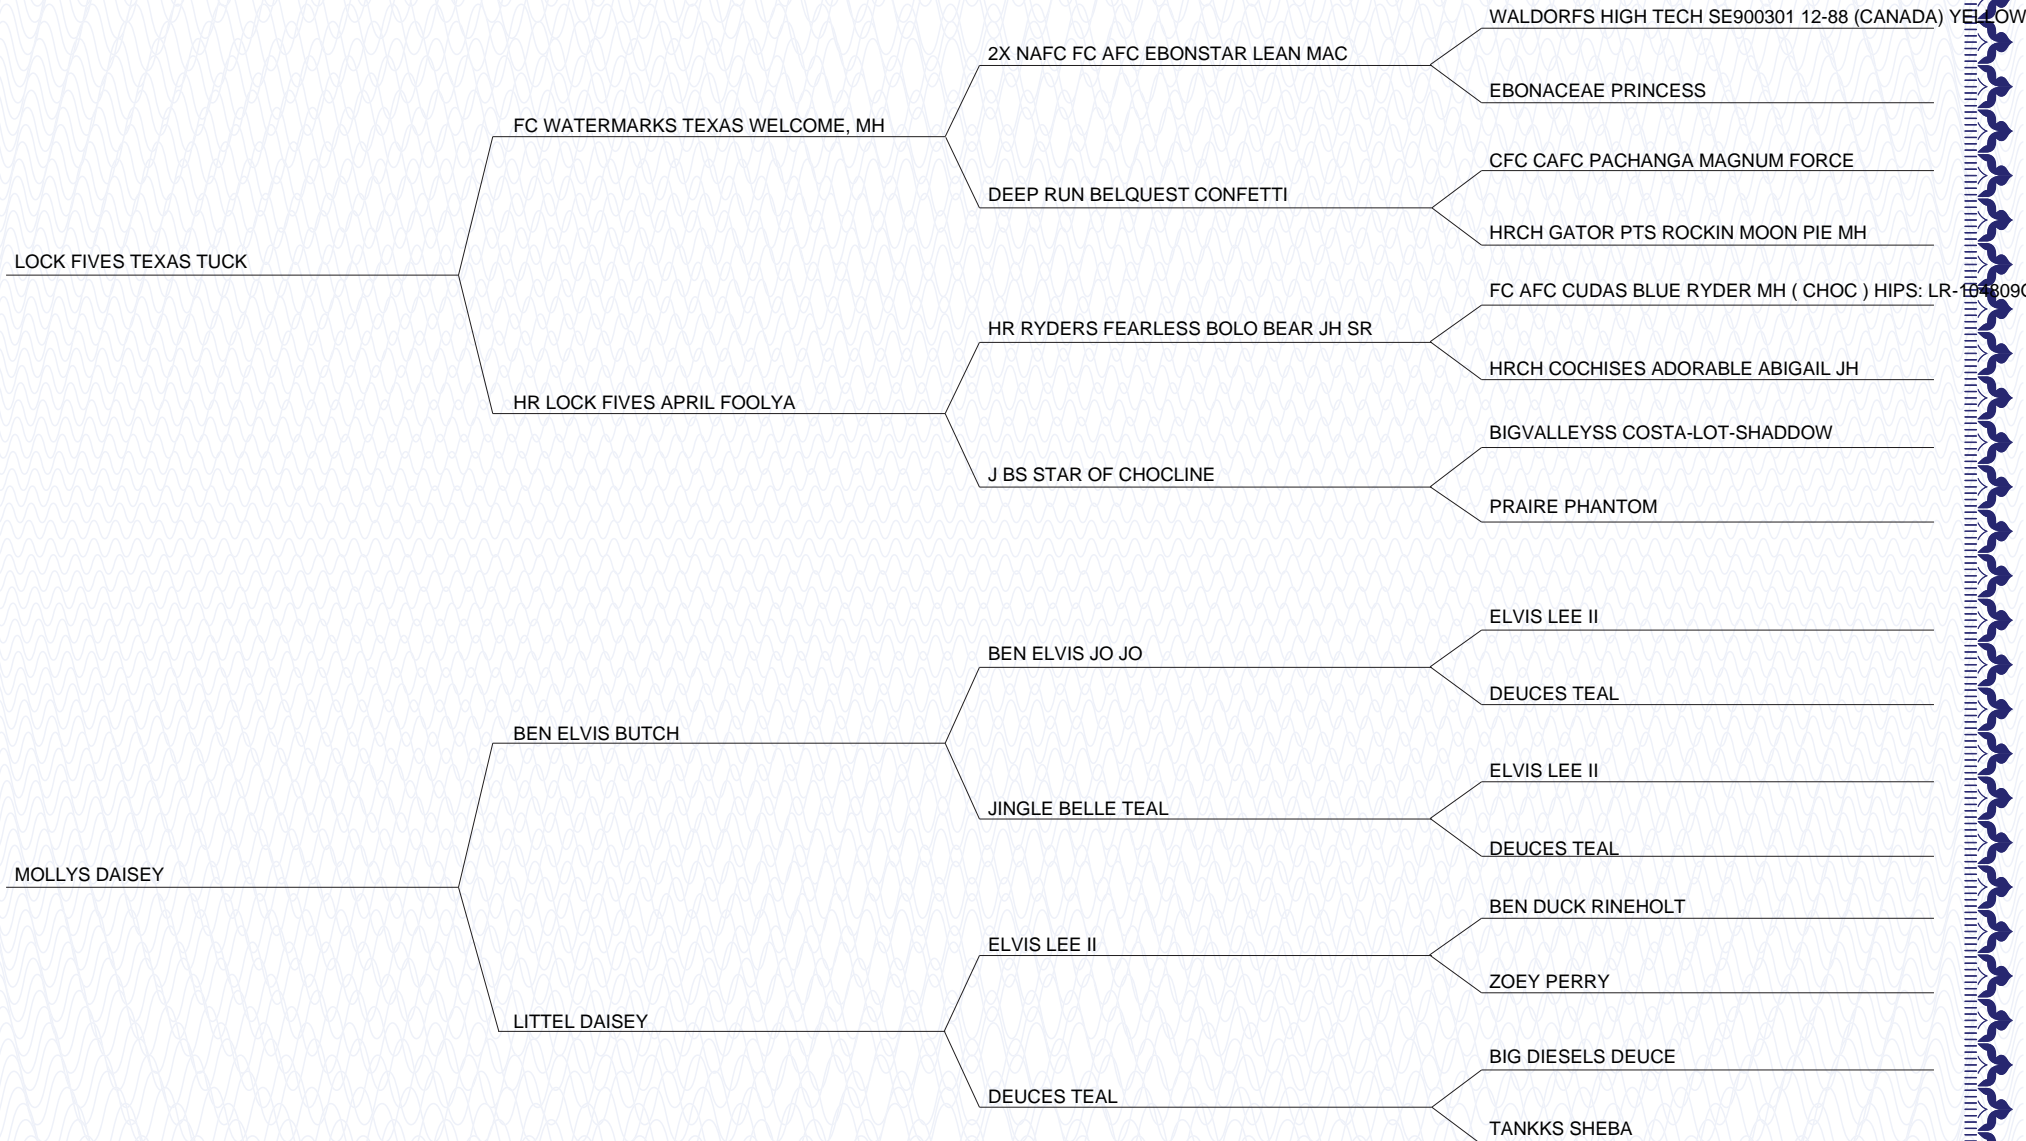 WALDORFS HIGH TECH SE900301 12-88 (CANADA) YELLOW
2X NAFC FC AFC EBONSTAR LEAN MAC
EBONACEAE PRINCESS
FC WATERMARKS TEXAS WELCOME, MH
CFC CAFC PACHANGA MAGNUM FORCE
DEEP RUN BELQUEST CONFETTI
HRCH GATOR PTS ROCKIN MOON PIE MH
LOCK FIVES TEXAS TUCK
FC AFC CUDAS BLUE RYDER MH ( CHOC ) HIPS: LR-104809G
HR RYDERS FEARLESS BOLO BEAR JH SR
HRCH COCHISES ADORABLE ABIGAIL JH
HR LOCK FIVES APRIL FOOLYA
BIGVALLEYSS COSTA-LOT-SHADDOW
J BS STAR OF CHOCLINE
PRAIRE PHANTOM
ELVIS LEE II
BEN ELVIS JO JO
DEUCES TEAL
BEN ELVIS BUTCH
ELVIS LEE II
JINGLE BELLE TEAL
DEUCES TEAL
MOLLYS DAISEY
BEN DUCK RINEHOLT
ELVIS LEE II
ZOEY PERRY
LITTEL DAISEY
BIG DIESELS DEUCE
DEUCES TEAL
TANKKS SHEBA